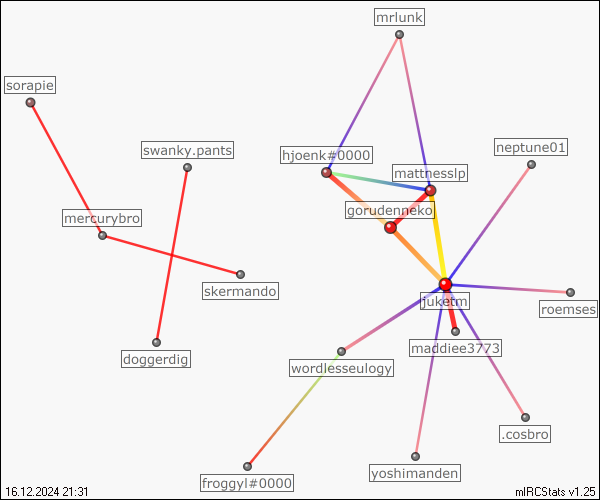 mrlunk
sorapie
swanky.pants
hjoenk#0000
neptune01
mattnesslp
gorudenneko
mercurybro
skermando
juketm
roemses
maddiee3773
doggerdig
wordlesseulogy
.cosbro
yoshimanden
froggyl#0000
16.12.2024 21:31
mIRCStats v1.25